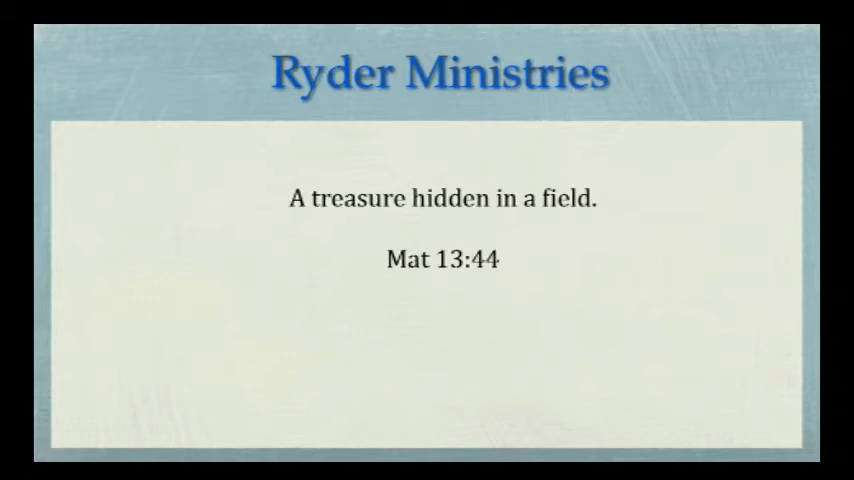 Ryder Ministries
A treasure hidden in a field.
Mat 13:44